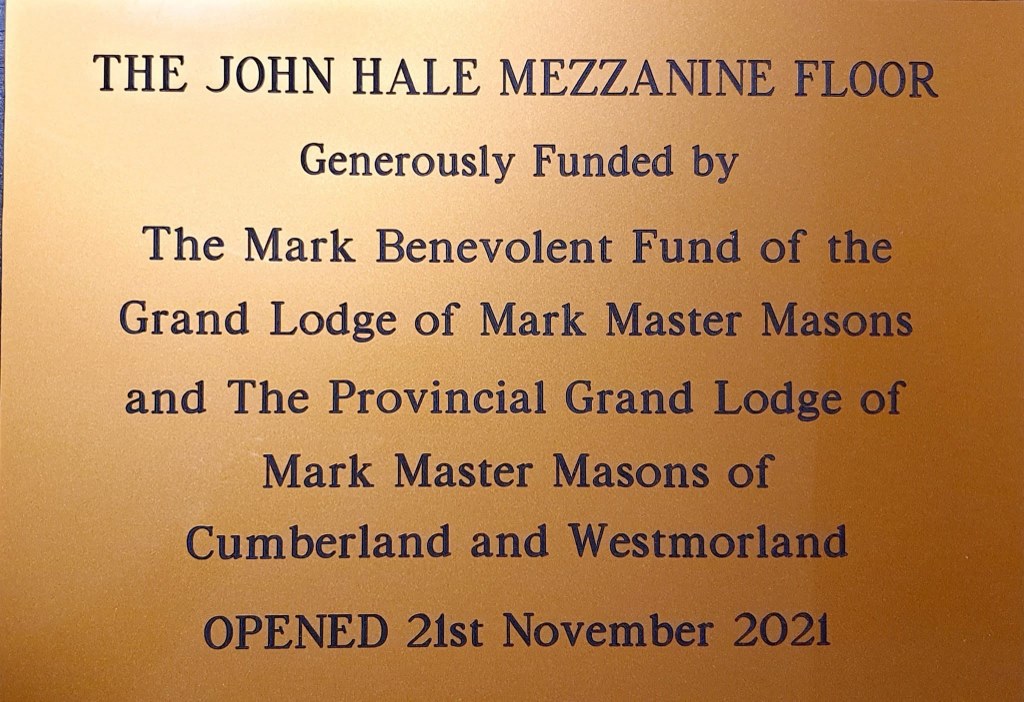 THE JOHN HALE MEZZANINE FLOOR
Generously Funded by
The Mark Benevolent Fund of the
Grand Lodge of Mark Master Masons
and The Provincial Grand Lodge of
Mark Master Masons of
Cumberland and Westmorland
OPENED 21st November 2021